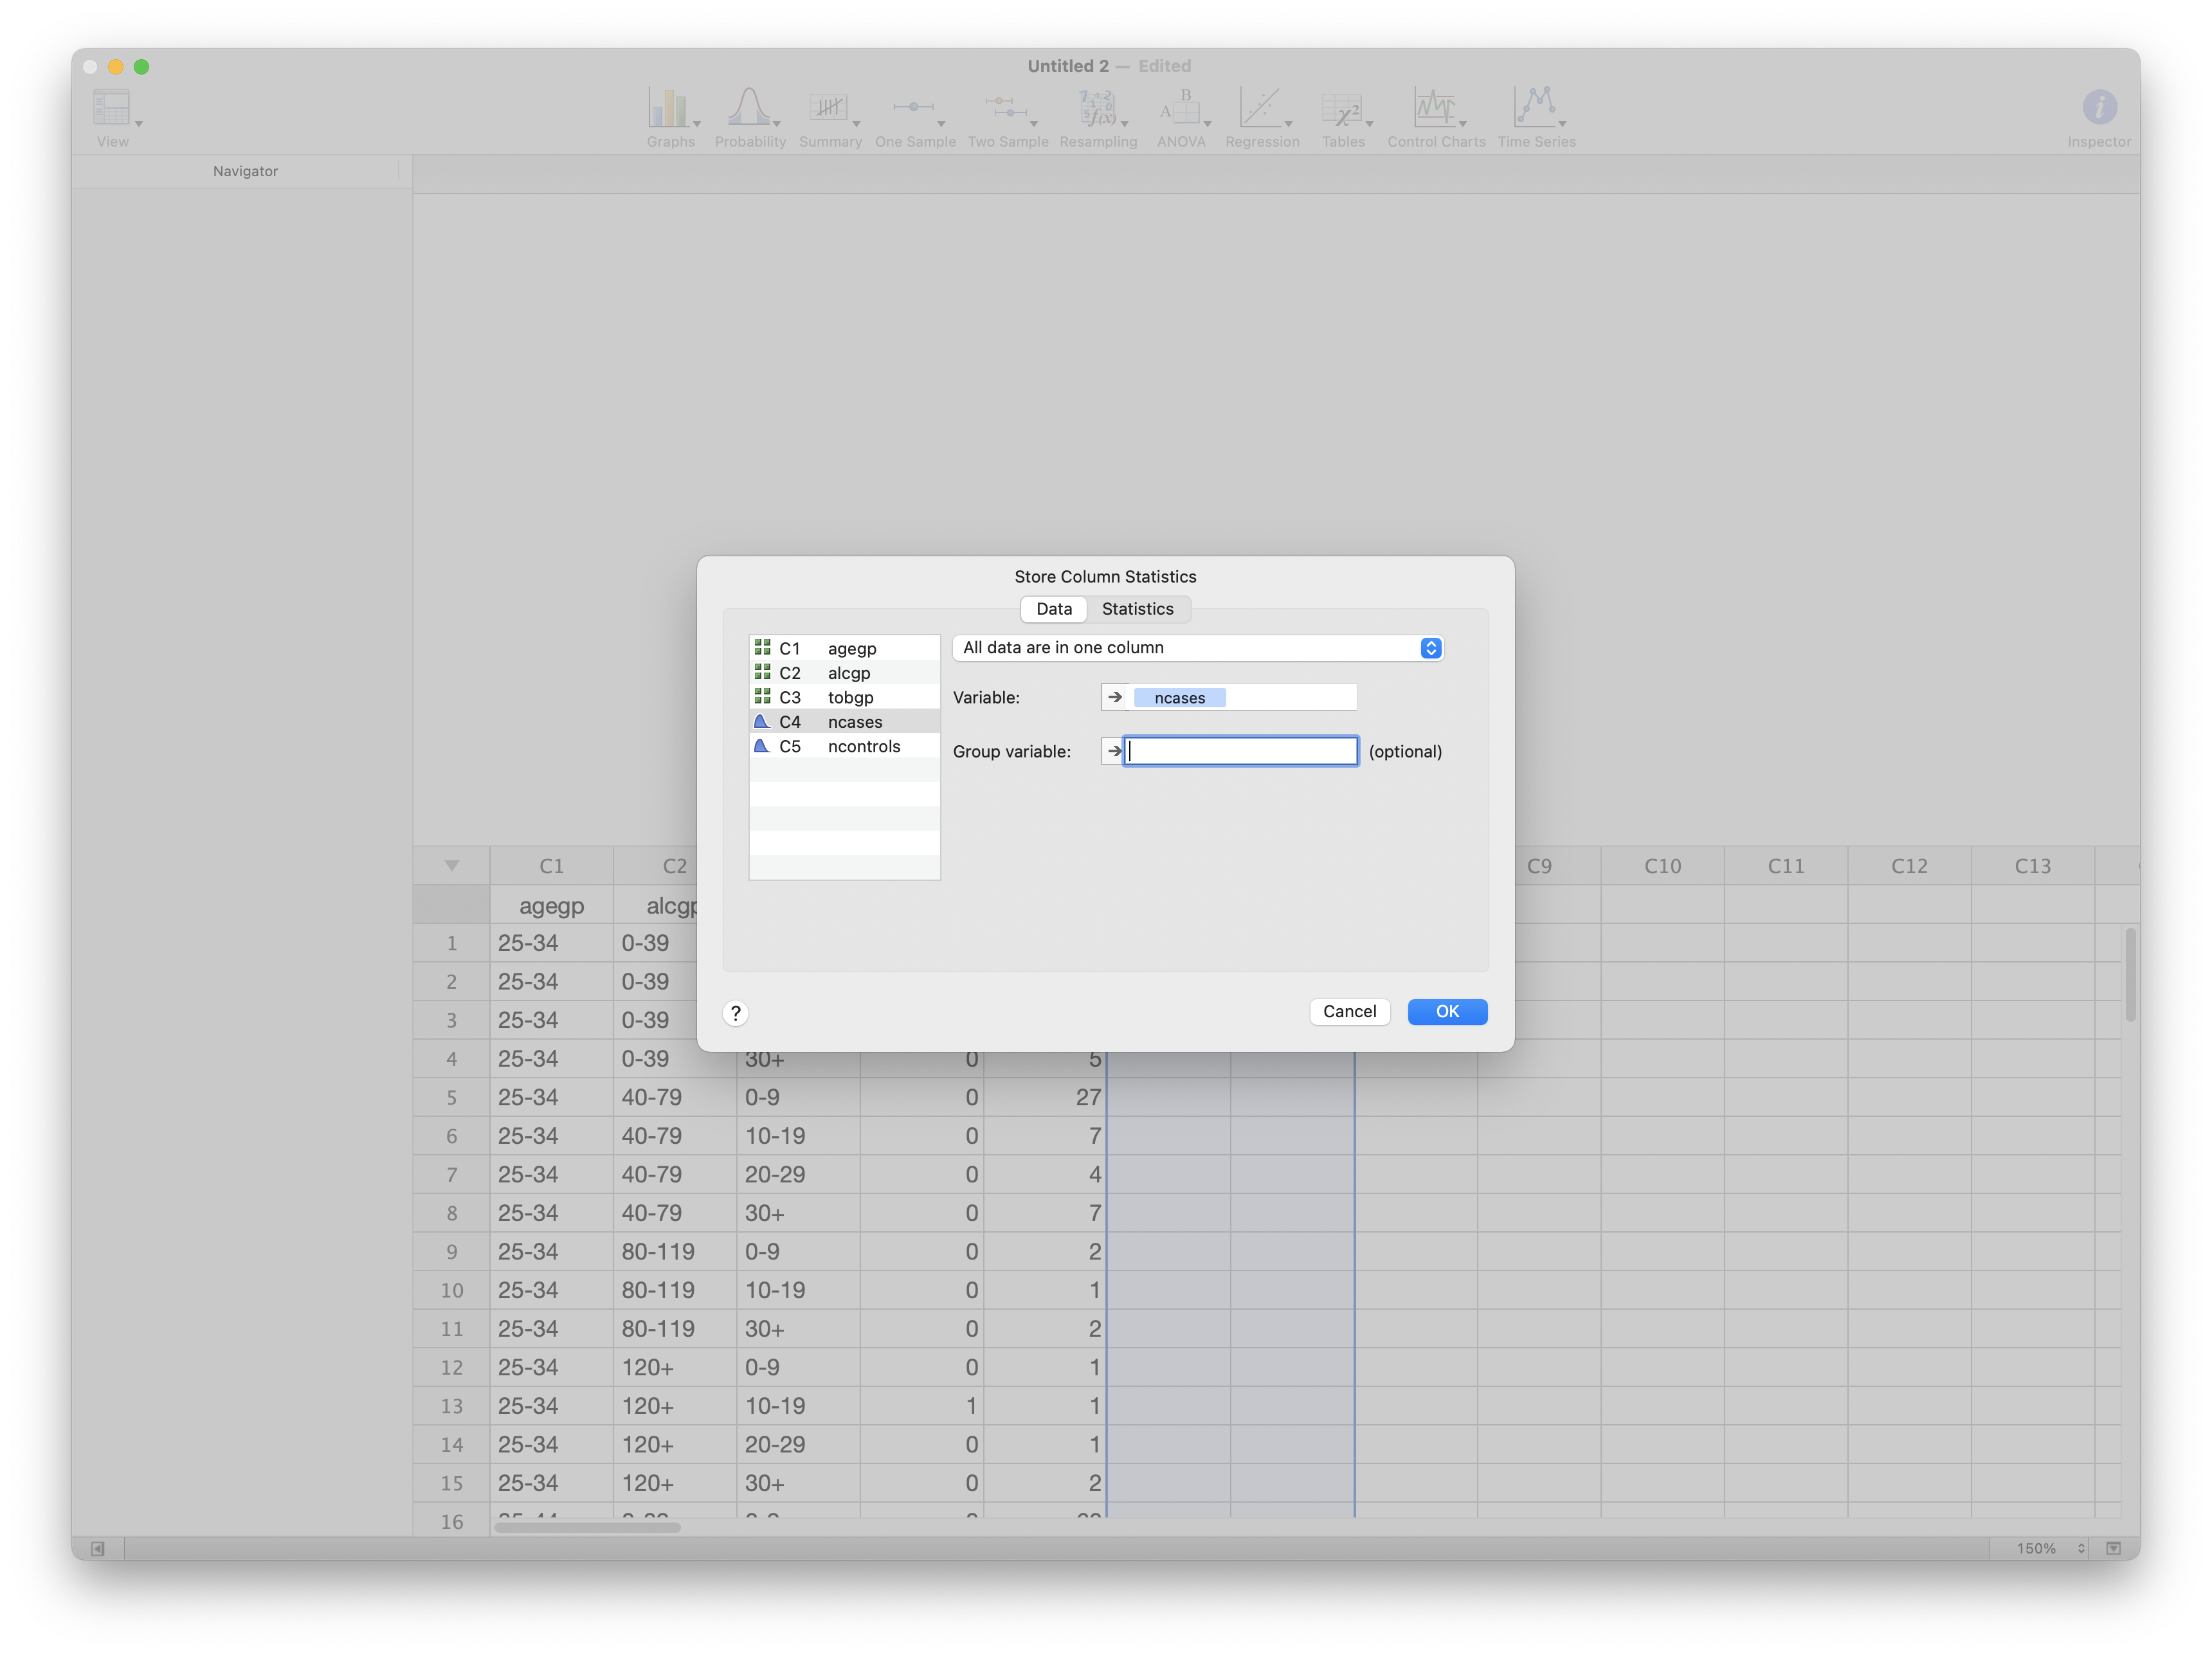 Untitled 2 — Edited
View
Graphs Probability Summary One Sample Two Sample Resampling ANOVA Regression Tables Control Charts Time Series
Inspector
Navigator
Store Column Statistics
Data Statistics
C1 agegp
C2 alcgp
C3 tobgp
C4 ncases
C5 ncontrols
All data are in one column
Variable: ncases
Group variable: (optional)
? Cancel OK
C1 C2 C9 C10 C11 C12 C13
agegp
1 25-34 0-39
2 25-34 0-39
3 25-34 0-39
4 25-34 0-39 30+ 0 5
5 25-34 40-79 0-9 0 27
6 25-34 40-79 10-19 0 7
7 25-34 40-79 20-29 0 4
8 25-34 40-79 30+ 0 7
9 25-34 80-119 0-9 0 2
10 25-34 80-119 10-19 0 1
11 25-34 80-119 30+ 0 2
12 25-34 120+ 0-9 0 1
13 25-34 120+ 10-19 1 1
14 25-34 120+ 20-29 0 1
15 25-34 120+ 30+ 0 2
16
150%